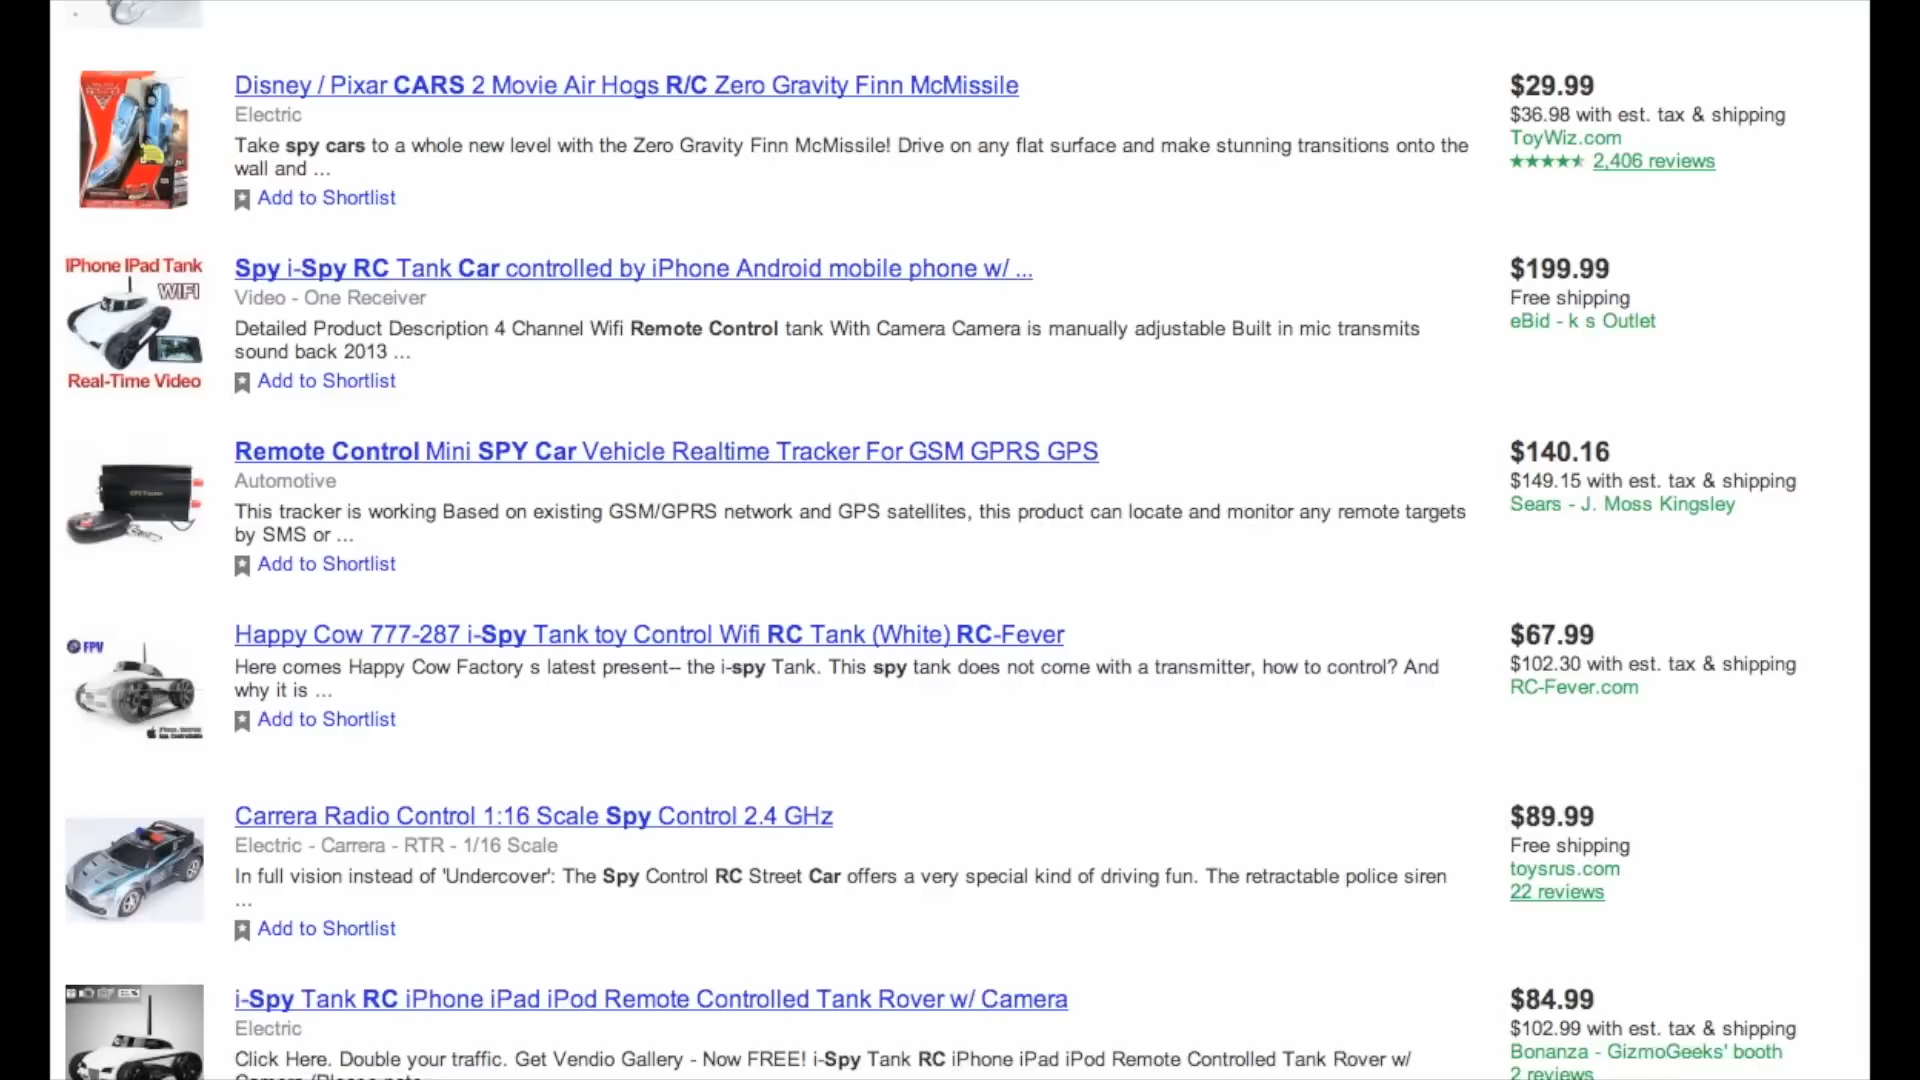 Disney / Pixar CARS 2 Movie Air Hogs R/C Zero Gravity Finn McMissile
Electric
Take spy cars to a whole new level with the Zero Gravity Finn McMissile! Drive on any flat surface and make stunning transitions onto the
wall and ...
Add to Shortlist
$29.99
$36.98 with est. tax & shipping
ToyWiz.com
2,406 reviews
IPhone IPad Tank
WIFI
Real-Time Video
Spy i-Spy RC Tank Car controlled by iPhone Android mobile phone w/ ...
Video - One Receiver
Detailed Product Description 4 Channel Wifi Remote Control tank With Camera Camera is manually adjustable Built in mic transmits
sound back 2013 ...
Add to Shortlist
$199.99
Free shipping
eBid - k s Outlet
Remote Control Mini SPY Car Vehicle Realtime Tracker For GSM GPRS GPS
Automotive
This tracker is working Based on existing GSM/GPRS network and GPS satellites, this product can locate and monitor any remote targets
by SMS or ...
Add to Shortlist
$140.16
$149.15 with est. tax & shipping
Sears - J. Moss Kingsley
FPV
Happy Cow 777-287 i-Spy Tank toy Control Wifi RC Tank (White) RC-Fever
Here comes Happy Cow Factory s latest present-- the i-spy Tank. This spy tank does not come with a transmitter, how to control? And
why it is ...
Add to Shortlist
$67.99
$102.30 with est. tax & shipping
RC-Fever.com
Carrera Radio Control 1:16 Scale Spy Control 2.4 GHz
Electric - Carrera - RTR - 1/16 Scale
In full vision instead of 'Undercover': The Spy Control RC Street Car offers a very special kind of driving fun. The retractable police siren
...
Add to Shortlist
$89.99
Free shipping
toysrus.com
22 reviews
i-Spy Tank RC iPhone iPad iPod Remote Controlled Tank Rover w/ Camera
Electric
Click Here. Double your traffic. Get Vendio Gallery - Now FREE! i-Spy Tank RC iPhone iPad iPod Remote Controlled Tank Rover w/
$84.99
$102.99 with est. tax & shipping
Bonanza - GizmoGeeks' booth
2 reviews